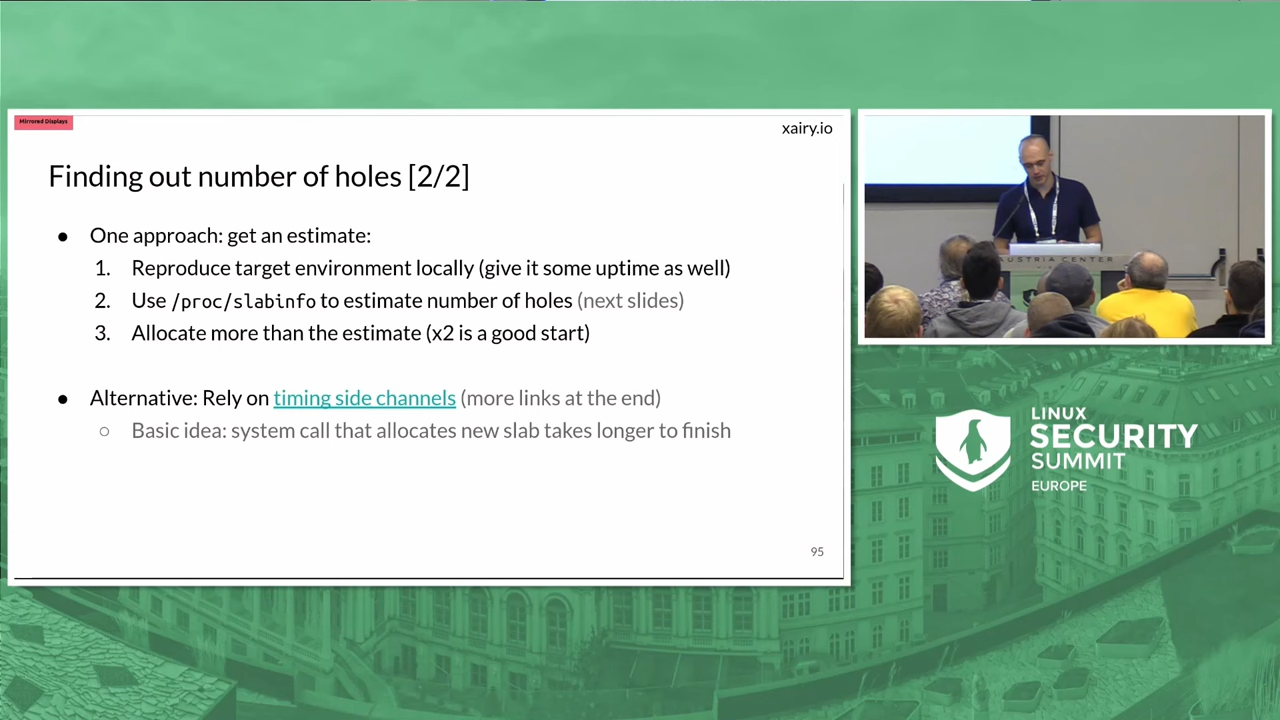 Mirrored Displays
xairy.io
Finding out number of holes [2/2]
● One approach: get an estimate:
1. Reproduce target environment locally (give it some uptime as well)
2. Use /proc/slabinfo to estimate number of holes (next slides)
3. Allocate more than the estimate (x2 is a good start)
● Alternative: Rely on timing side channels (more links at the end)
○ Basic idea: system call that allocates new slab takes longer to finish
95
AUSTRIA CENTER
LINUX
SECURITY
SUMMIT
EUROPE